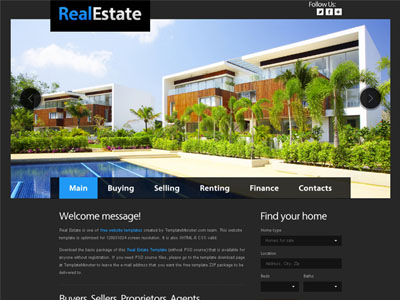 RealEstate
Follow Us:
Main
Buying
Selling
Renting
Finance
Contacts
Welcome message!
Real Estate is one of free website templates created by TemplateMonster.com team. This website
template is optimized for 1280X1024 screen resolution. It is also XHTML & CSS valid.
Download the basic package of this Real Estate Template (without PSD source) that is available for
anyone without registration. If you need PSD source files, please go to the template download page
at TemplateMonster to leave the e-mail address that you want the free template ZIP package to be
delivered to.
Buyers, Sellers, Proprietors, Agents
Find your home
Home type
Homes for sale
Location
Address, City, Zip
Beds
Baths